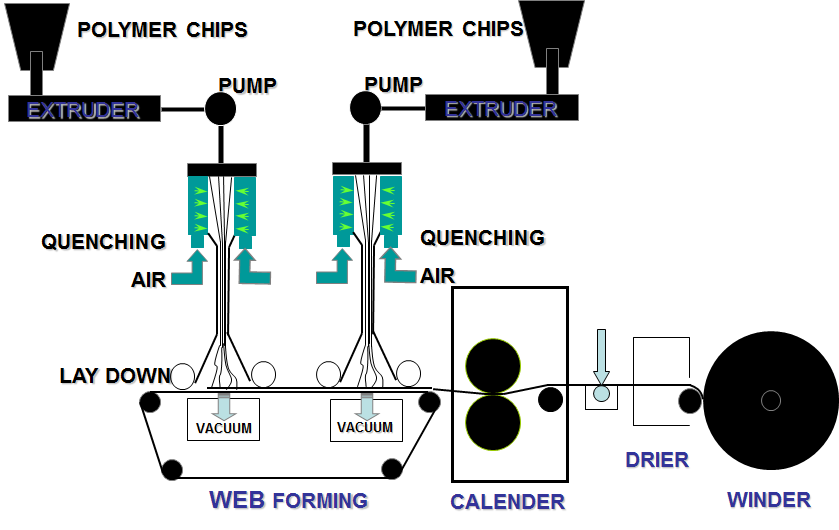 POLYMER CHIPS
POLYMER CHIPS
PUMP
PUMP
EXTRUDER
EXTRUDER
QUENCHING
QUENCHING
AIR
AIR
LAY DOWN
VACUUM
VACUUM
DRIER
WEB FORMING
CALENDER
WINDER